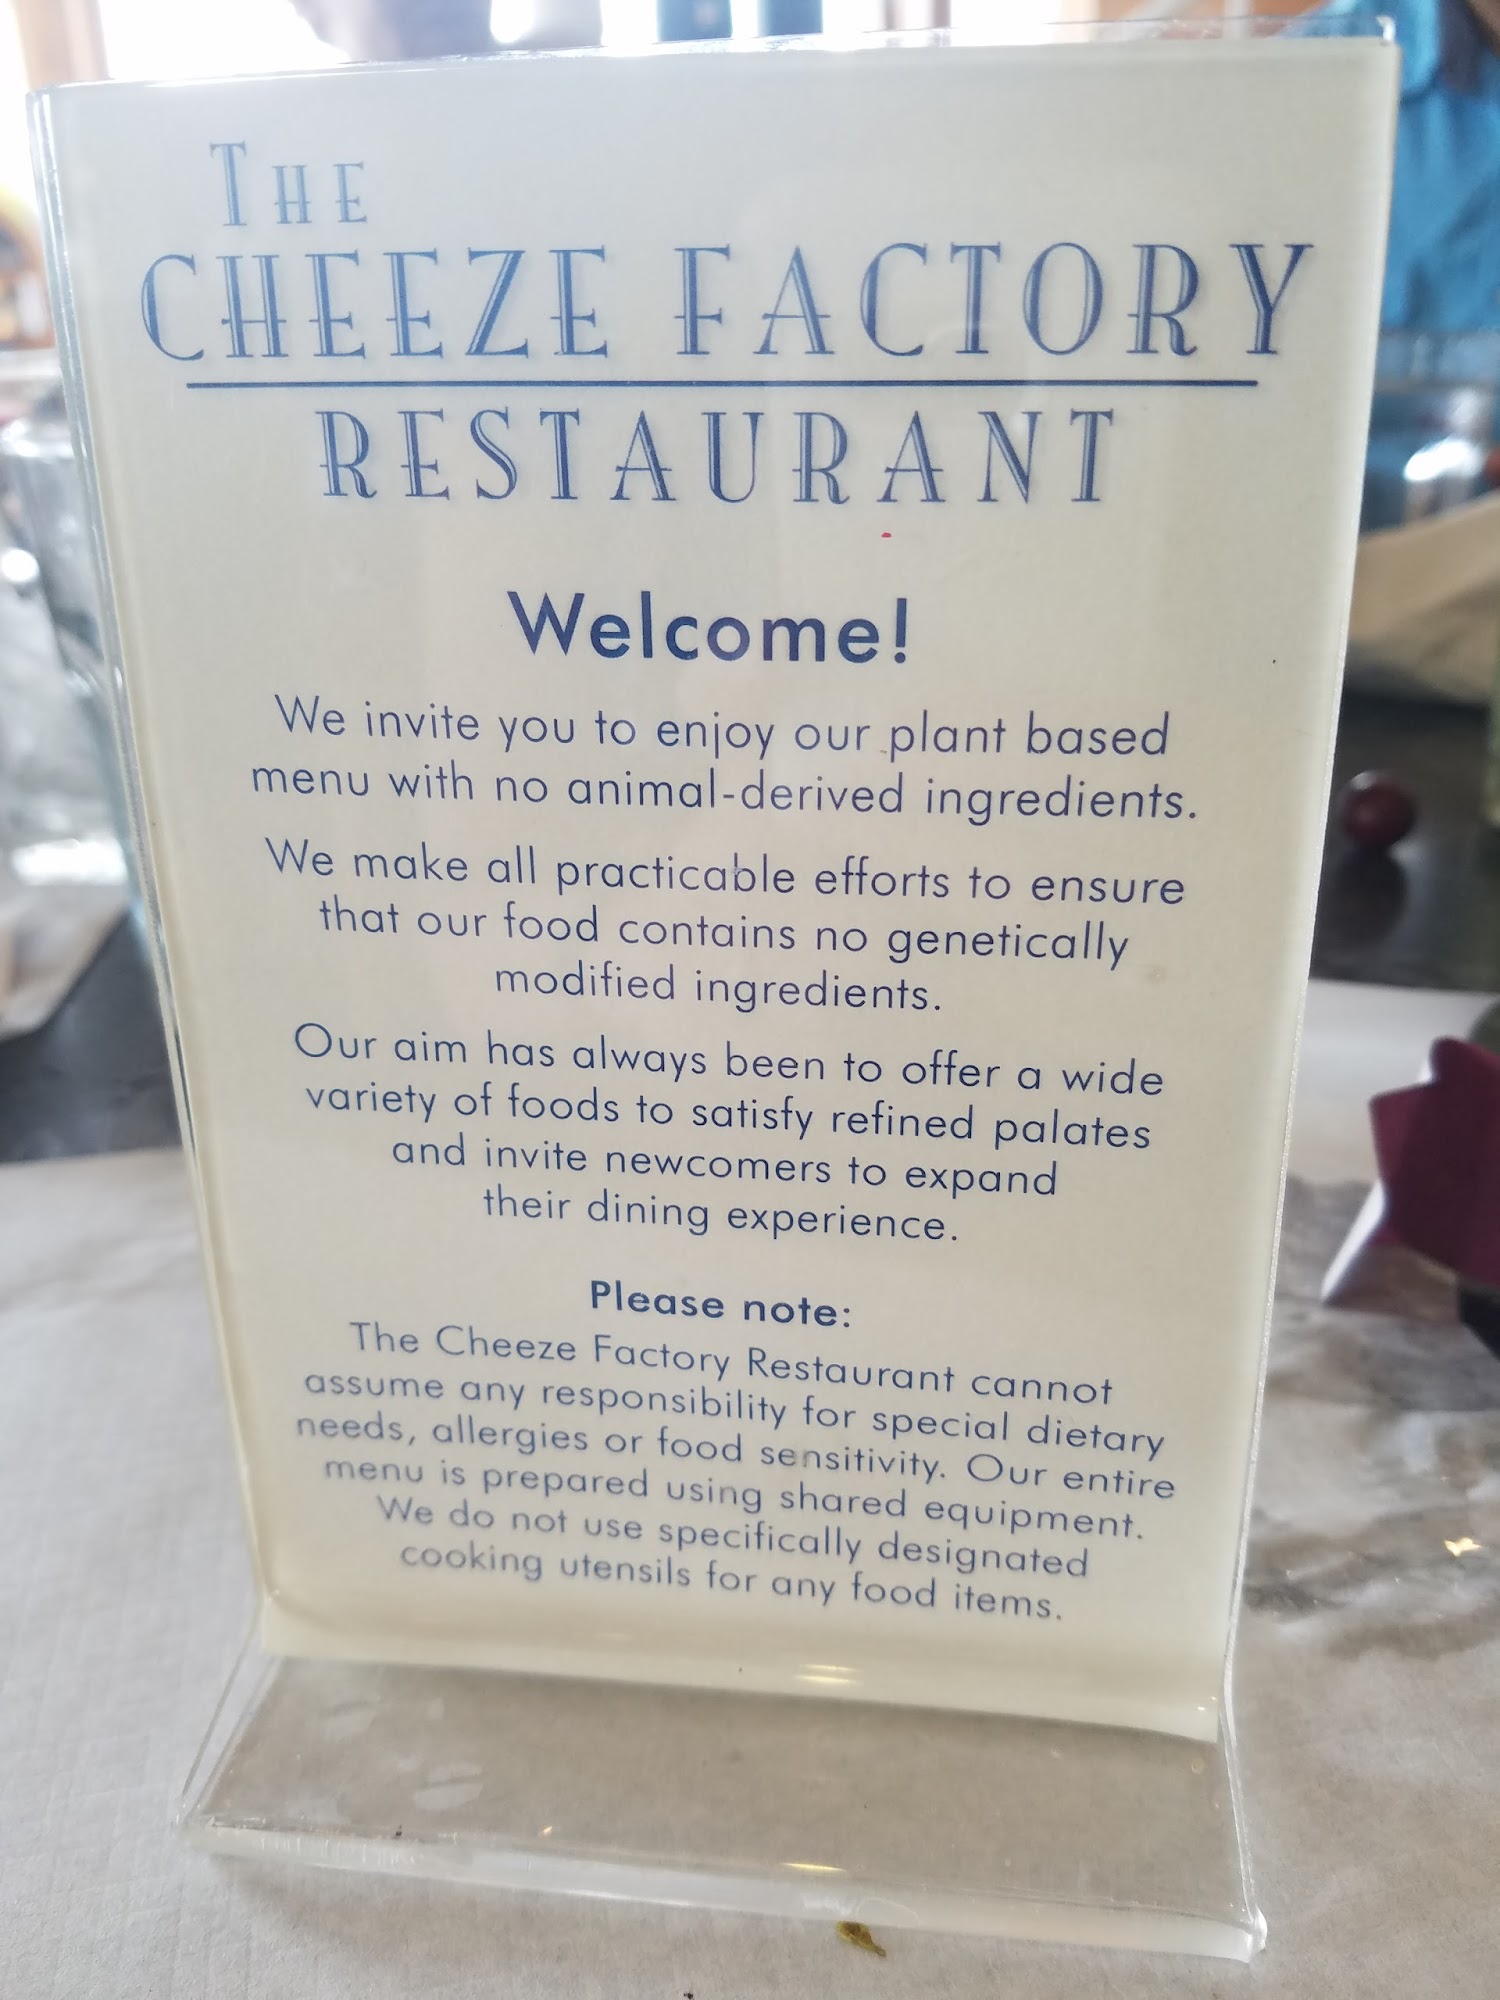 THE
CHEEZE FACTORY
RESTAURANT
Welcome!
We invite you to enjoy our plant based
menu with no animal-derived ingredients.
We make all practicable efforts to ensure
that our food contains no genetically
modified ingredients.
Our aim has always been to offer a wide
variety of foods to satisfy refined palates
and invite newcomers to expand
their dining experience.
Please note:
The Cheeze Factory Restaurant cannot
assume any responsibility for special dietary
needs, allergies or food sensitivity. Our entire
menu is prepared using shared equipment.
We do not use specifically designated
cooking utensils for any food items.